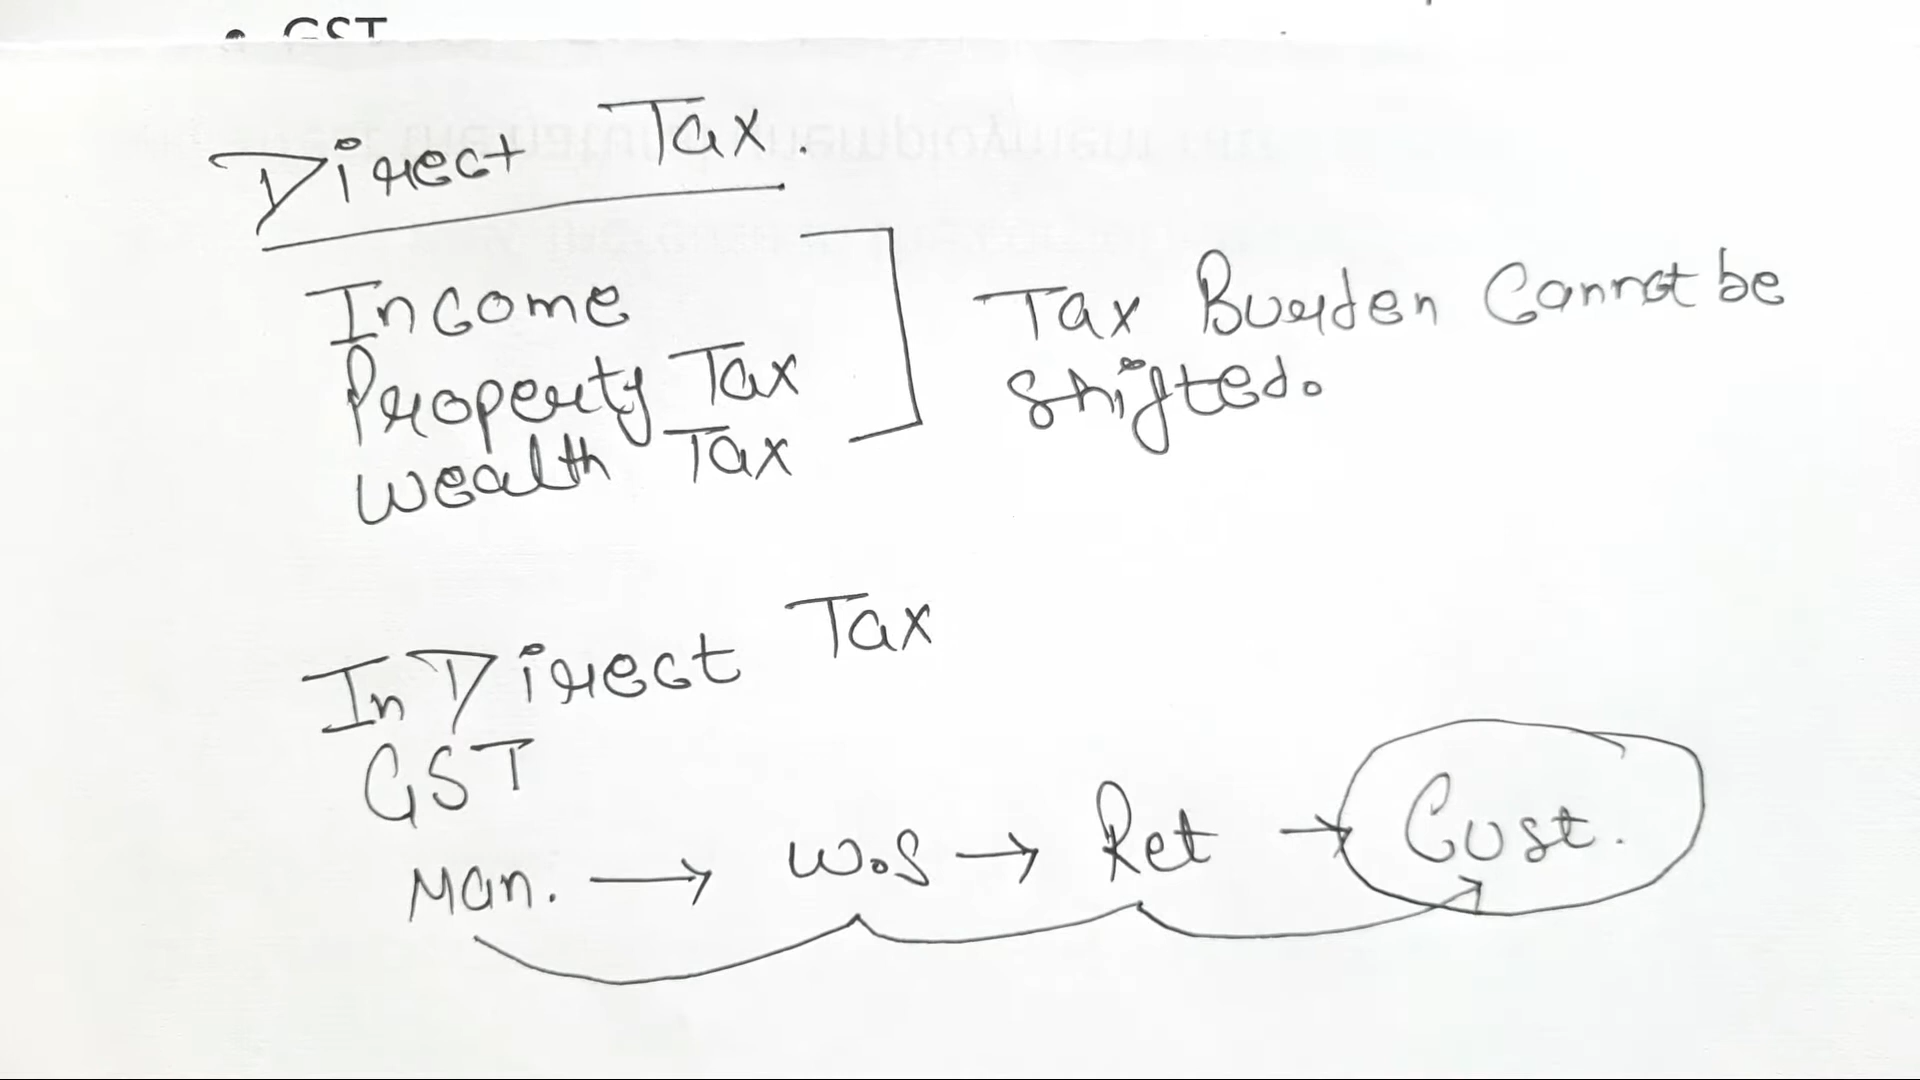 • GST
Direct Tax.
Income
Property Tax
Wealth Tax
Tax Burden Cannot be
Shifted.
InDirect Tax
GST
Man. → W.S → Ret → Cust.